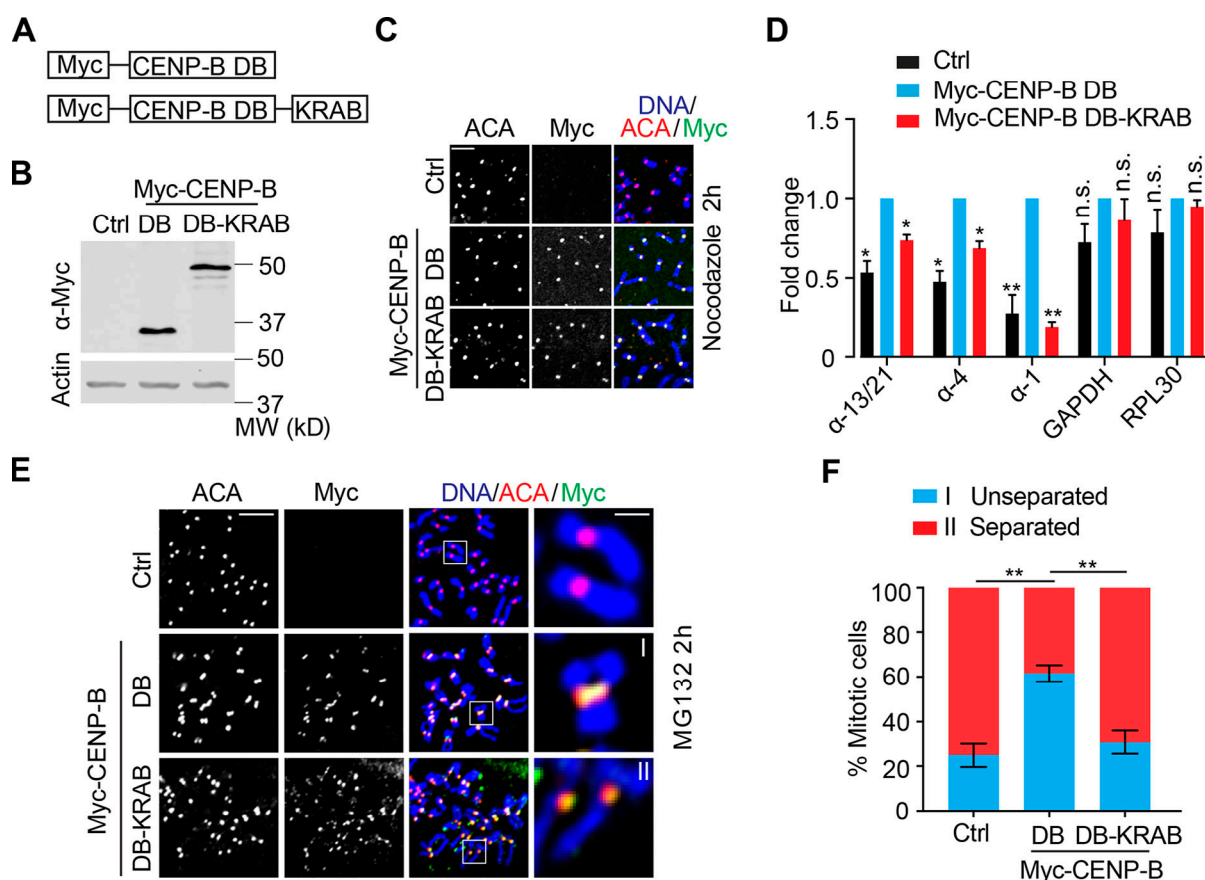 A
Myc CENP-B DB
Myc CENP-B DB KRAB
B
Myc-CENP-B
Ctrl DB DB-KRAB
α-Myc
50
37
Actin
50
37
MW (kD)
C
ACA Myc DNA/
ACA/Myc
Ctrl
Myc-CENP-B
DB
DB-KRAB
Nocodazole 2h
D
Ctrl
Myc-CENP-B DB
Myc-CENP-B DB-KRAB
Fold change
1.5
1.0
0.5
0
* * * * ** ** n.s. n.s. n.s. n.s.
α-13/21 α-4 α-1 GAPDH RPL30
E
ACA Myc DNA/ACA/Myc
Ctrl
Myc-CENP-B
DB
I
DB-KRAB
II
MG132 2h
F
I Unseparated
II Separated
** **
% Mitotic cells
100
80
60
40
20
0
Ctrl DB DB-KRAB
Myc-CENP-B